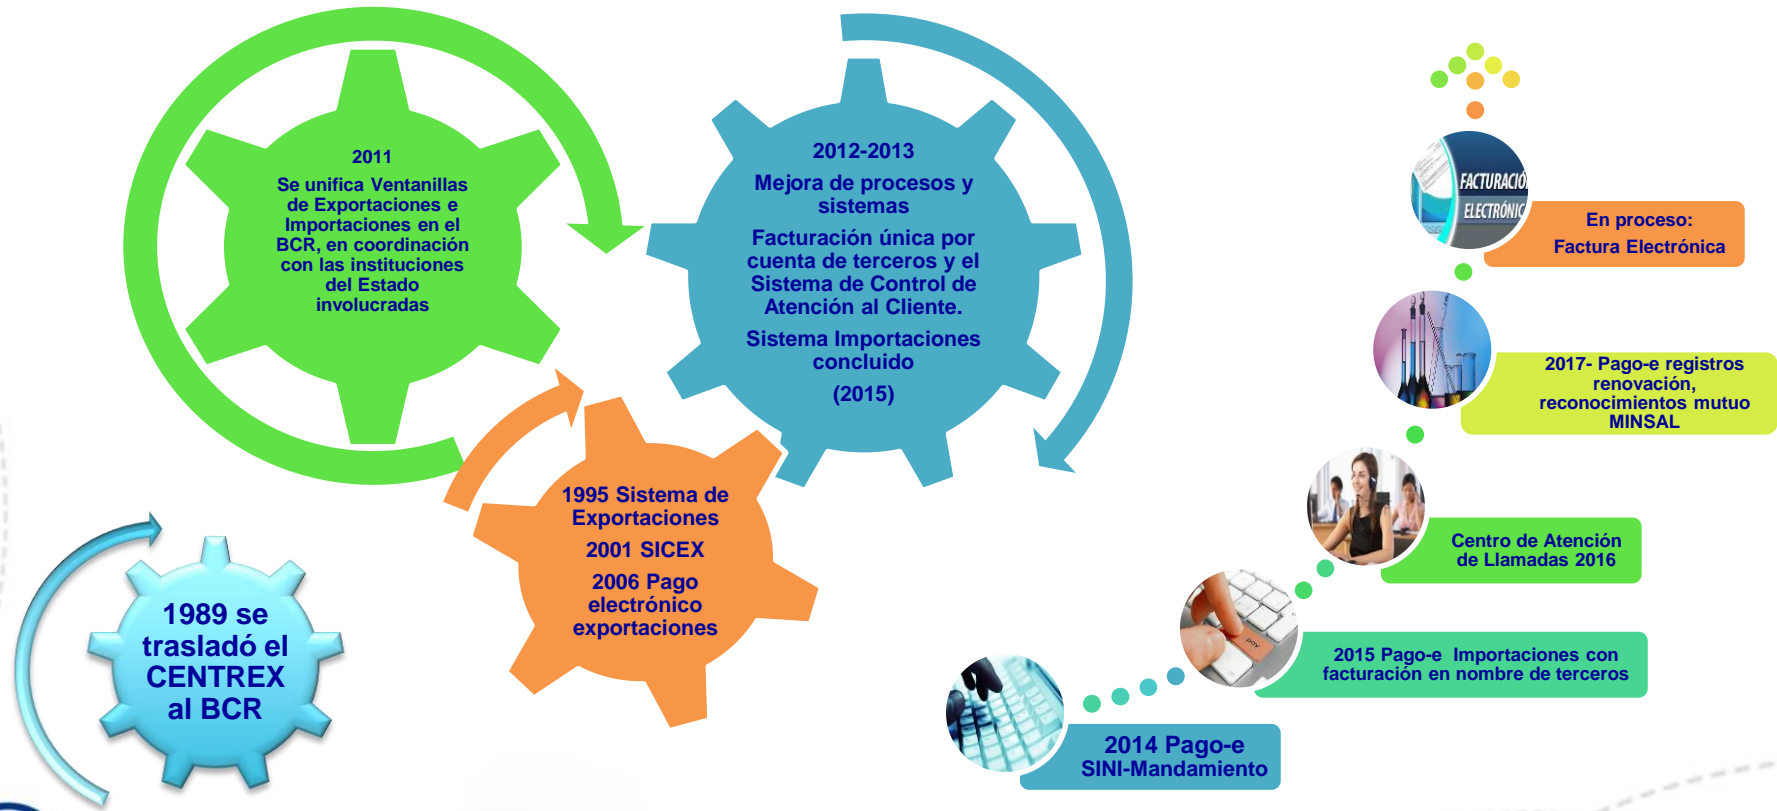 2011
Se unifica Ventanillas
de Exportaciones e
Importaciones en el
BCR, en coordinación
con las instituciones
del Estado
involucradas
2012-2013
Mejora de procesos y
sistemas
Facturación única por
cuenta de terceros y el
Sistema de Control de
Atención al Cliente.
Sistema Importaciones
concluido
(2015)
1995 Sistema de
Exportaciones
2001 SICEX
2006 Pago
electrónico
exportaciones
1989 se
trasladó el
CENTREX
al BCR
FACTURACIÓ
ELECTRÓNIC
En proceso:
Factura Electrónica
2017- Pago-e registros
renovación,
reconocimientos mutuo
MINSAL
Centro de Atención
de Llamadas 2016
pay
2015 Pago-e  Importaciones con
facturación en nombre de terceros
2014 Pago-e
SINI-Mandamiento